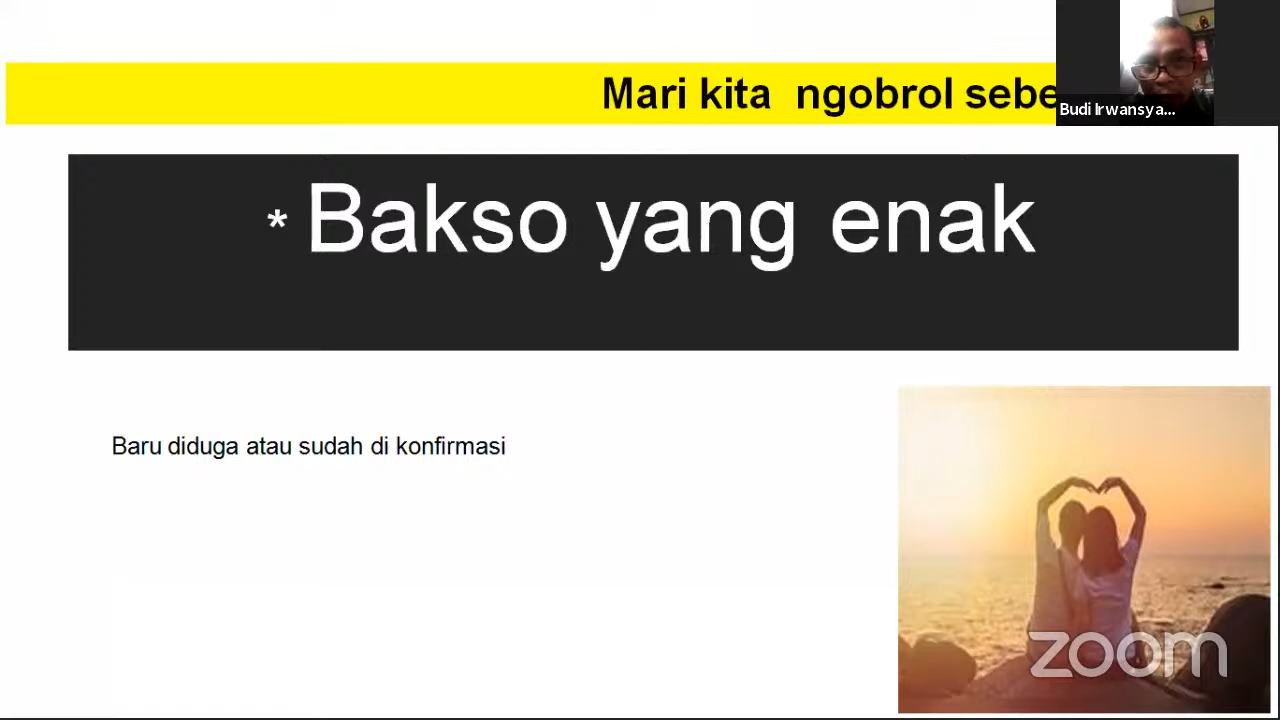 Mari kita ngobrol sebe
Budi Irwansya...
* Bakso yang enak
Baru diduga atau sudah di konfirmasi
zoom